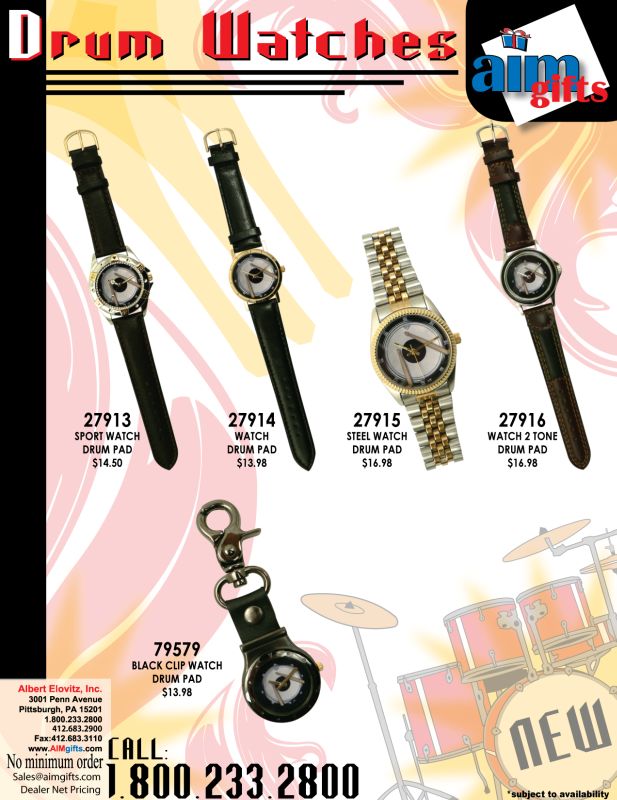 Drum Watches
aim
gifts
27913
SPORT WATCH
DRUM PAD
$14.50
27914
WATCH
DRUM PAD
$13.98
27915
STEEL WATCH
DRUM PAD
$16.98
27916
WATCH 2 TONE
DRUM PAD
$16.98
79579
BLACK CLIP WATCH
DRUM PAD
$13.98
Albert Elovitz, Inc.
3001 Penn Avenue
Pittsburgh, PA 15201
1.800.233.2800
412.683.2900
Fax:412.683.3110
www.AIMgifts.com
No minimum order
Sales@aimgifts.com
Dealer Net Pricing
CALL:
1.800.233.2800
NEW
*subject to availability